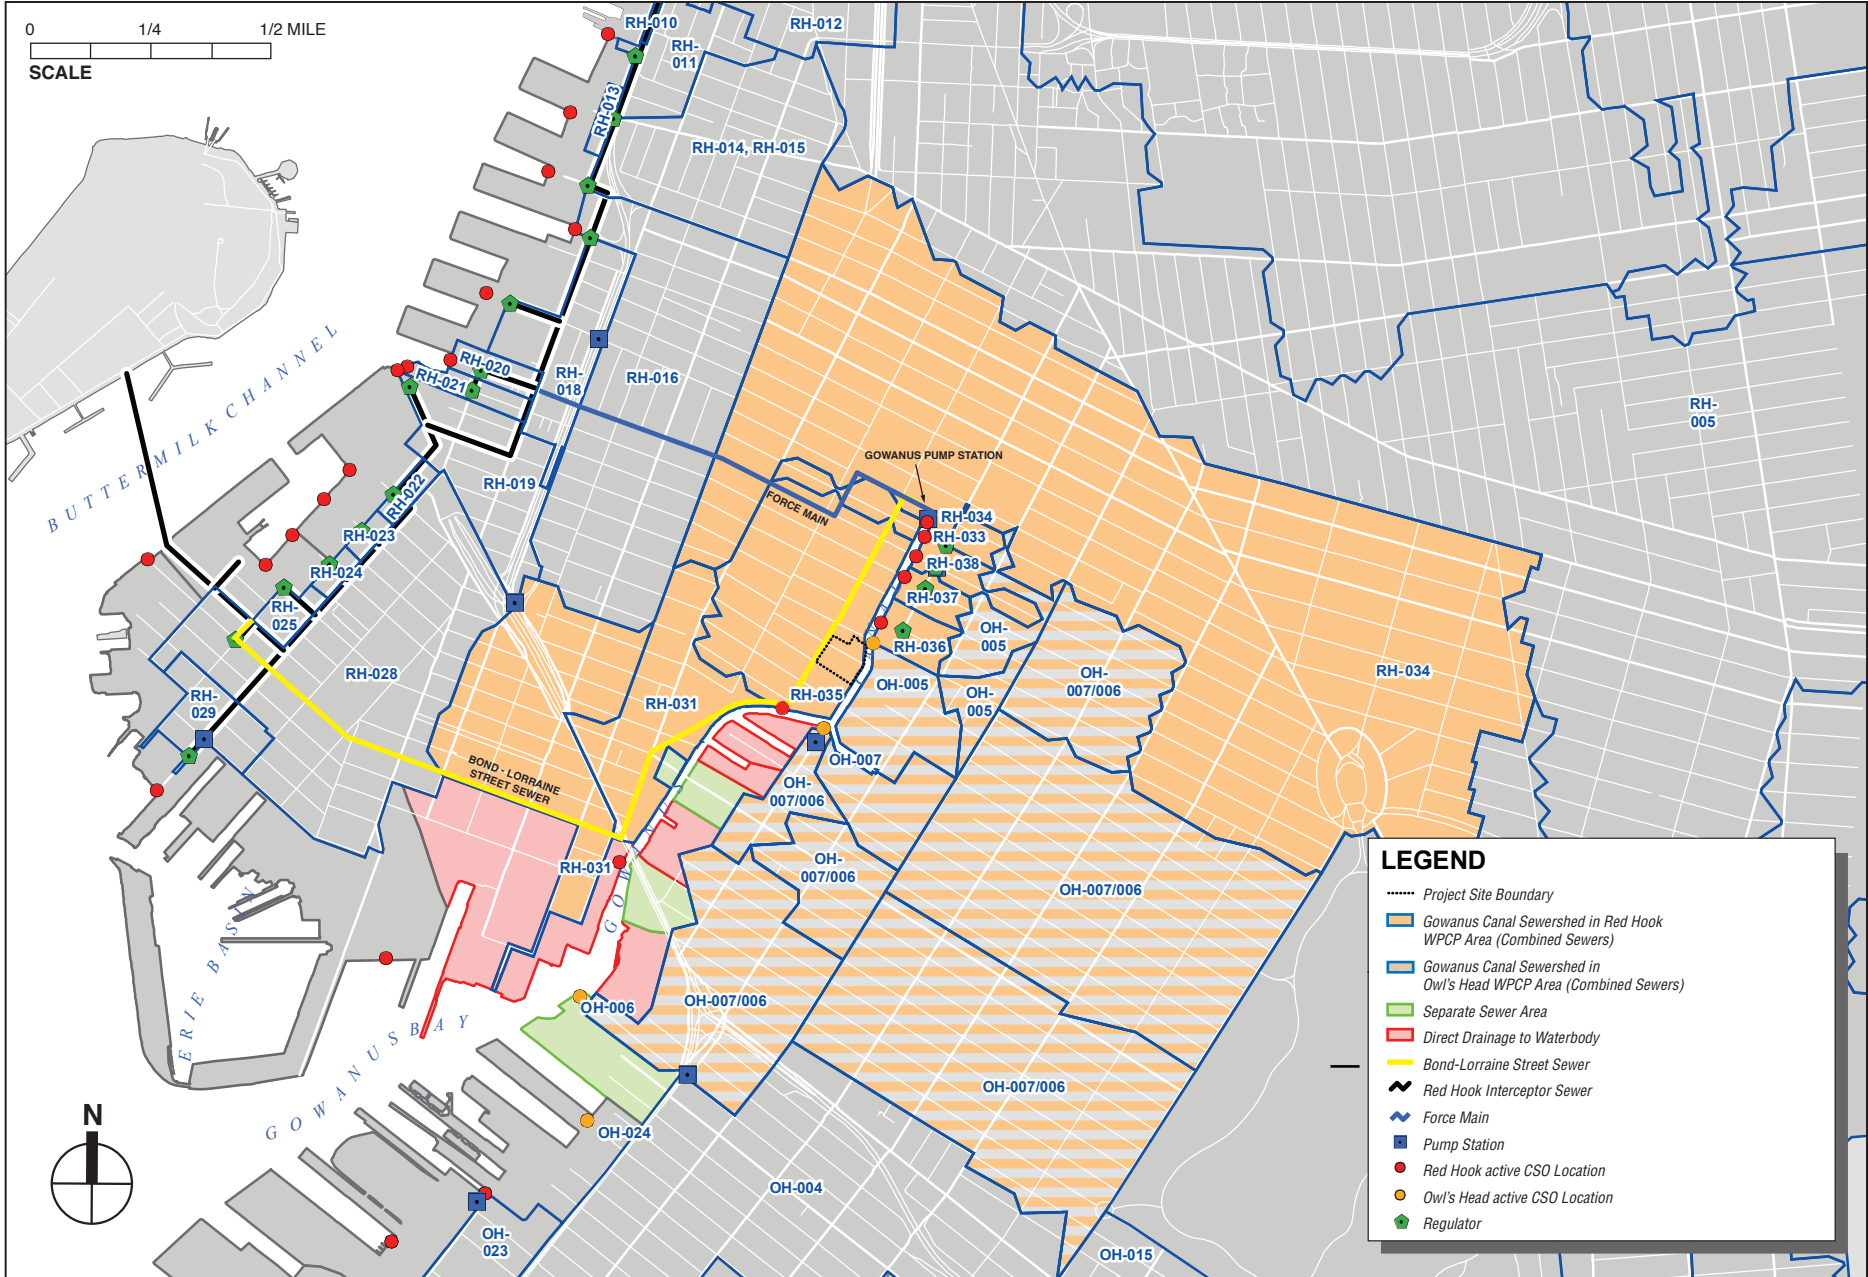 0 1/4 1/2 MILE
SCALE
RH-010
RH-
011
RH-012
RH-013
RH-014, RH-015
BUTTERMILK CHANNEL
RH-020
RH-021
RH-
018
RH-016
RH-
005
GOWANUS PUMP STATION
FORCE MAIN
RH-019
RH-022
RH-023
RH-024
RH-
025
RH-034
RH-033
RH-038
RH-037
RH-036
OH-
005
RH-028
RH-
029
RH-031
RH-035
OH-005
OH-
005
OH-
007/006
RH-034
BOND - LORRAINE
STREET SEWER
OH-007
OH-
007/006
RH-031
OH-
007/006
OH-007/006
GOWANUS
ERIE BASIN
OH-006
OH-007/006
GOWANUS BAY
OH-007/006
OH-024
OH-004
OH-
023
OH-015
N
LEGEND
Project Site Boundary
Gowanus Canal Sewershed in Red Hook
WPCP Area (Combined Sewers)
Gowanus Canal Sewershed in
Owl's Head WPCP Area (Combined Sewers)
Separate Sewer Area
Direct Drainage to Waterbody
Bond-Lorraine Street Sewer
Red Hook Interceptor Sewer
Force Main
Pump Station
Red Hook active CSO Location
Owl's Head active CSO Location
Regulator